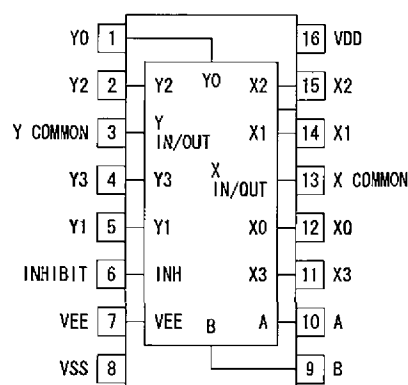 Y0 1 16 VDD
Y2 2 Y2 Y0 X2 15 X2
Y COMMON 3 Y IN/OUT X1 14 X1
Y3 4 Y3 X IN/OUT 13 X COMMON
Y1 5 Y1 X0 12 X0
INHIBIT 6 INH X3 11 X3
VEE 7 VEE B A 10 A
VSS 8 9 B